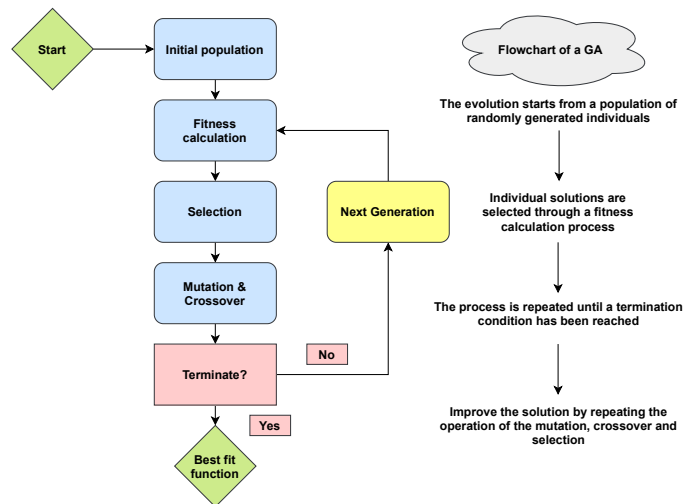 Start
Initial population
Fitness
calculation
Selection
Mutation &
Crossover
Terminate?
No
Yes
Best fit
function
Next Generation
Flowchart of a GA
The evolution starts from a population of
randomly generated individuals
Individual solutions are
selected through a fitness
calculation process
The process is repeated until a termination
condition has been reached
Improve the solution by repeating the
operation of the mutation, crossover and
selection